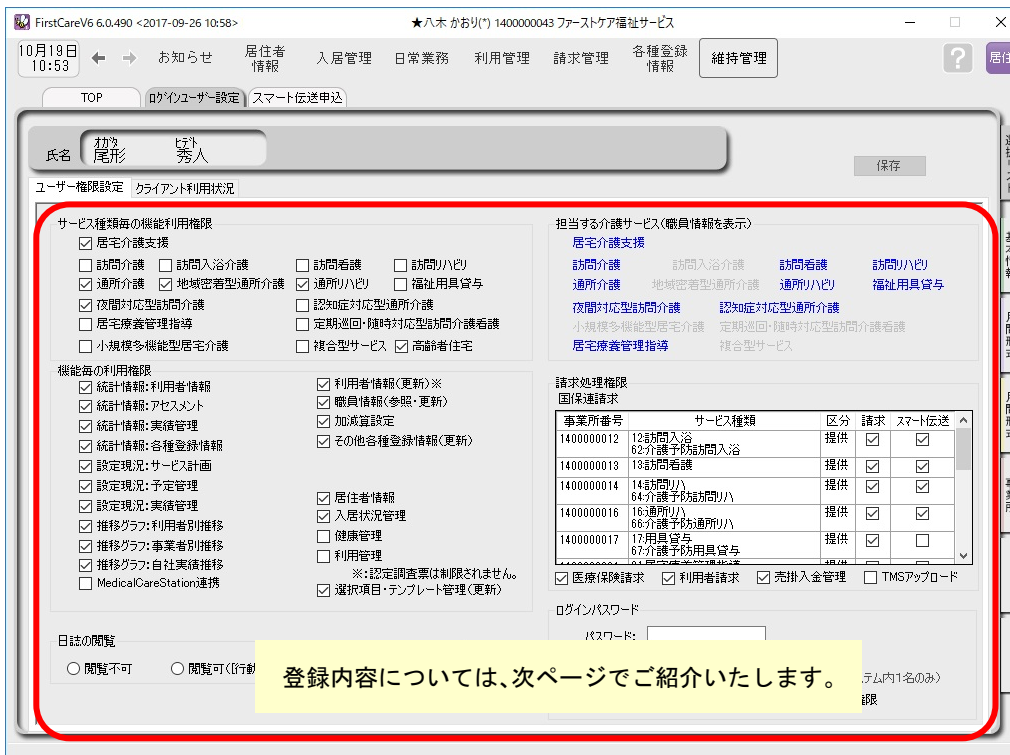 FirstCareV6 6.0.490 <2017-09-26 10:58>
★八木 かおり(*) 1400000043 ファーストケア福祉サービス
10月19日
10:53
お知らせ
居住者
情報
入居管理
日常業務
利用管理
請求管理
各種登録
情報
維持管理
?
居住
TOP
ログインユーザー設定
スマート伝送申込
氏名
オガタ ヒデト
尾形 秀人
保存
ユーザー権限設定
クライアント利用状況
サービス種類毎の機能利用権限
居宅介護支援
訪問介護 訪問入浴介護 訪問看護 訪問リハビリ
通所介護 地域密着型通所介護 通所リハビリ 福祉用具貸与
夜間対応型訪問介護 認知症対応型通所介護
居宅療養管理指導 定期巡回・随時対応型訪問介護看護
小規模多機能型居宅介護 複合型サービス 高齢者住宅
担当する介護サービス(職員情報を表示)
居宅介護支援
訪問介護 訪問入浴介護 訪問看護 訪問リハビリ
通所介護 地域密着型通所介護 通所リハビリ 福祉用具貸与
夜間対応型訪問介護 認知症対応型通所介護
小規模多機能型居宅介護 定期巡回・随時対応型訪問介護看護
居宅療養管理指導 複合型サービス
機能毎の利用権限
統計情報:利用者情報
統計情報:アセスメント
統計情報:実績管理
統計情報:各種登録情報
設定現況:サービス計画
設定現況:予定管理
設定現況:実績管理
推移グラフ:利用者別推移
推移グラフ:事業者別推移
推移グラフ:自社実績推移
MedicalCareStation連携
利用者情報(更新)※
職員情報(参照・更新)
加減算設定
その他各種登録情報(更新)
居住者情報
入居状況管理
健康管理
利用管理
※:認定調査票は制限されません。
選択項目・テンプレート管理(更新)
請求処理権限
国保連請求
事業所番号 サービス種類 区分 請求 スマート伝送
1400000012 12:訪問入浴 提供
62:介護予防訪問入浴
1400000013 13:訪問看護 提供
1400000014 14:訪問リハ 提供
64:介護予防訪問リハ
1400000016 16:通所リハ 提供
66:介護予防通所リハ
1400000017 17:用具貸与 提供
67:介護予防用具貸与
医療保険請求 利用者請求 売掛入金管理 TMSアップロード
ログインパスワード
パスワード:
日誌の閲覧
閲覧不可 閲覧可([行動
テム内1名のみ)
権限
登録内容については、次ページでご紹介いたします。